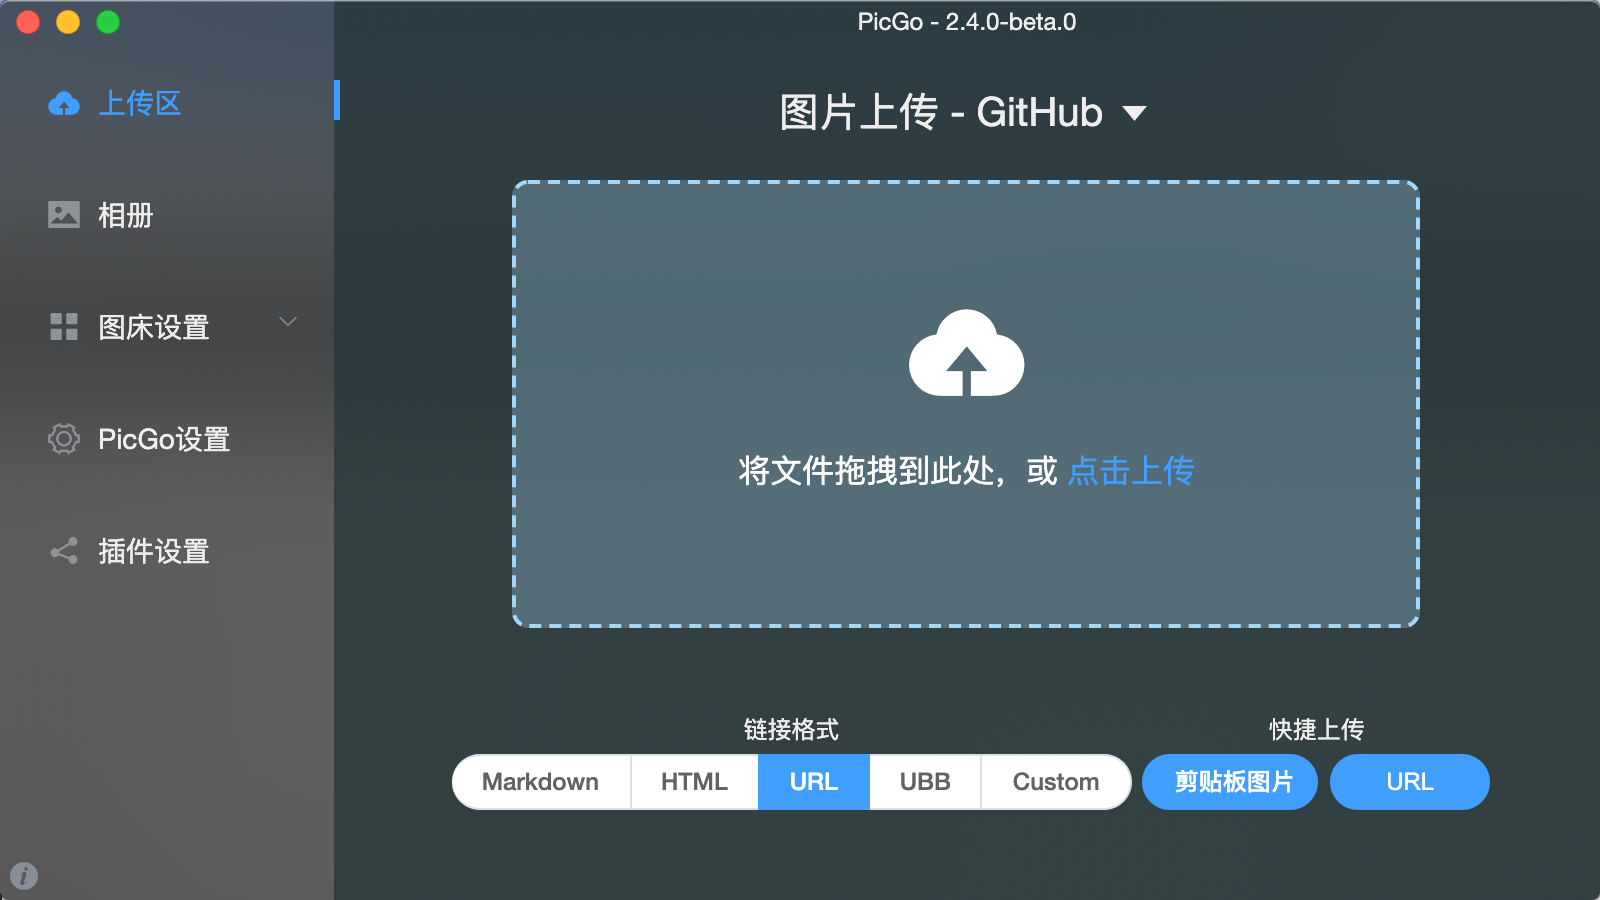 PicGo - 2.4.0-beta.0
上传区
相册
图床设置
PicGo设置
插件设置
图片上传 - GitHub
将文件拖拽到此处，或 点击上传
链接格式
Markdown HTML URL UBB Custom
快捷上传
剪贴板图片 URL
i